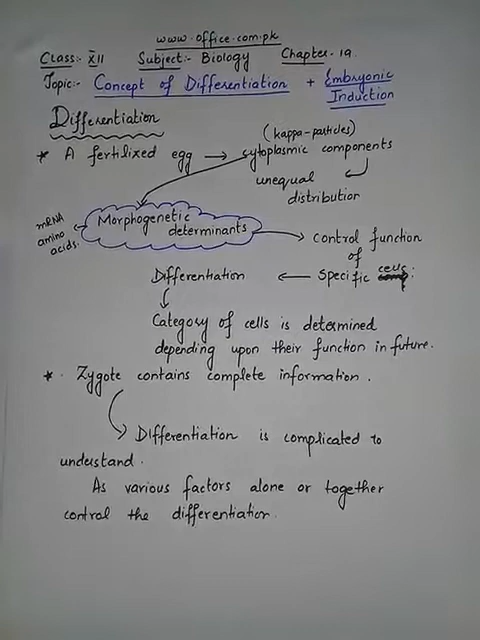 www.office.com.pk
Class:- XII Subject:- Biology Chapter-19.
Topic:- Concept of Differentiation + Embryonic
Induction
Differentiation
(kappa-particles)
* A fertilized egg → cytoplasmic components
unequal
distribution
Morphogenetic
determinants
mRNA
amino
acids.
control function
of
specific cells:
Differentiation
Category of cells is determined
depending upon their function in future.
* Zygote contains complete information.
Differentiation is complicated to
understand.
As various factors alone or together
control the differentiation.